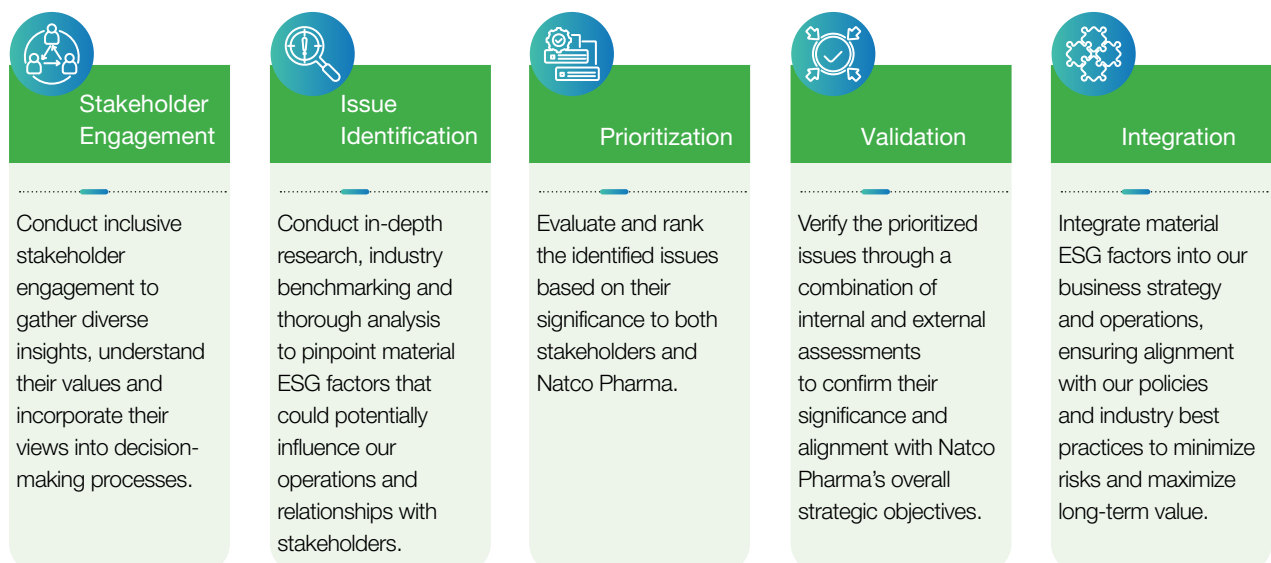 Stakeholder
Engagement
Conduct inclusive
stakeholder
engagement to
gather diverse
insights, understand
their values and
incorporate their
views into decision-
making processes.
Issue
Identification
Conduct in-depth
research, industry
benchmarking and
thorough analysis
to pinpoint material
ESG factors that
could potentially
influence our
operations and
relationships with
stakeholders.
Prioritization
Evaluate and rank
the identified issues
based on their
significance to both
stakeholders and
Natco Pharma.
Validation
Verify the prioritized
issues through a
combination of
internal and external
assessments
to confirm their
significance and
alignment with Natco
Pharma’s overall
strategic objectives.
Integration
Integrate material
ESG factors into our
business strategy
and operations,
ensuring alignment
with our policies
and industry best
practices to minimize
risks and maximize
long-term value.